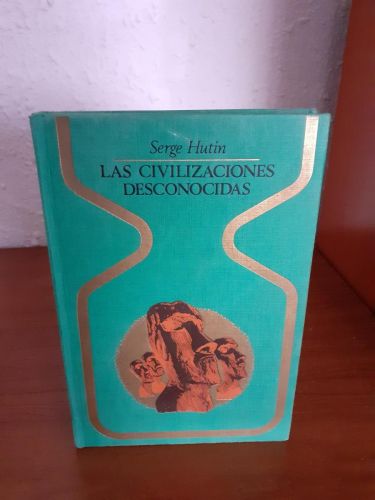 Serge Hutin
LAS CIVILIZACIONES
DESCONOCIDAS